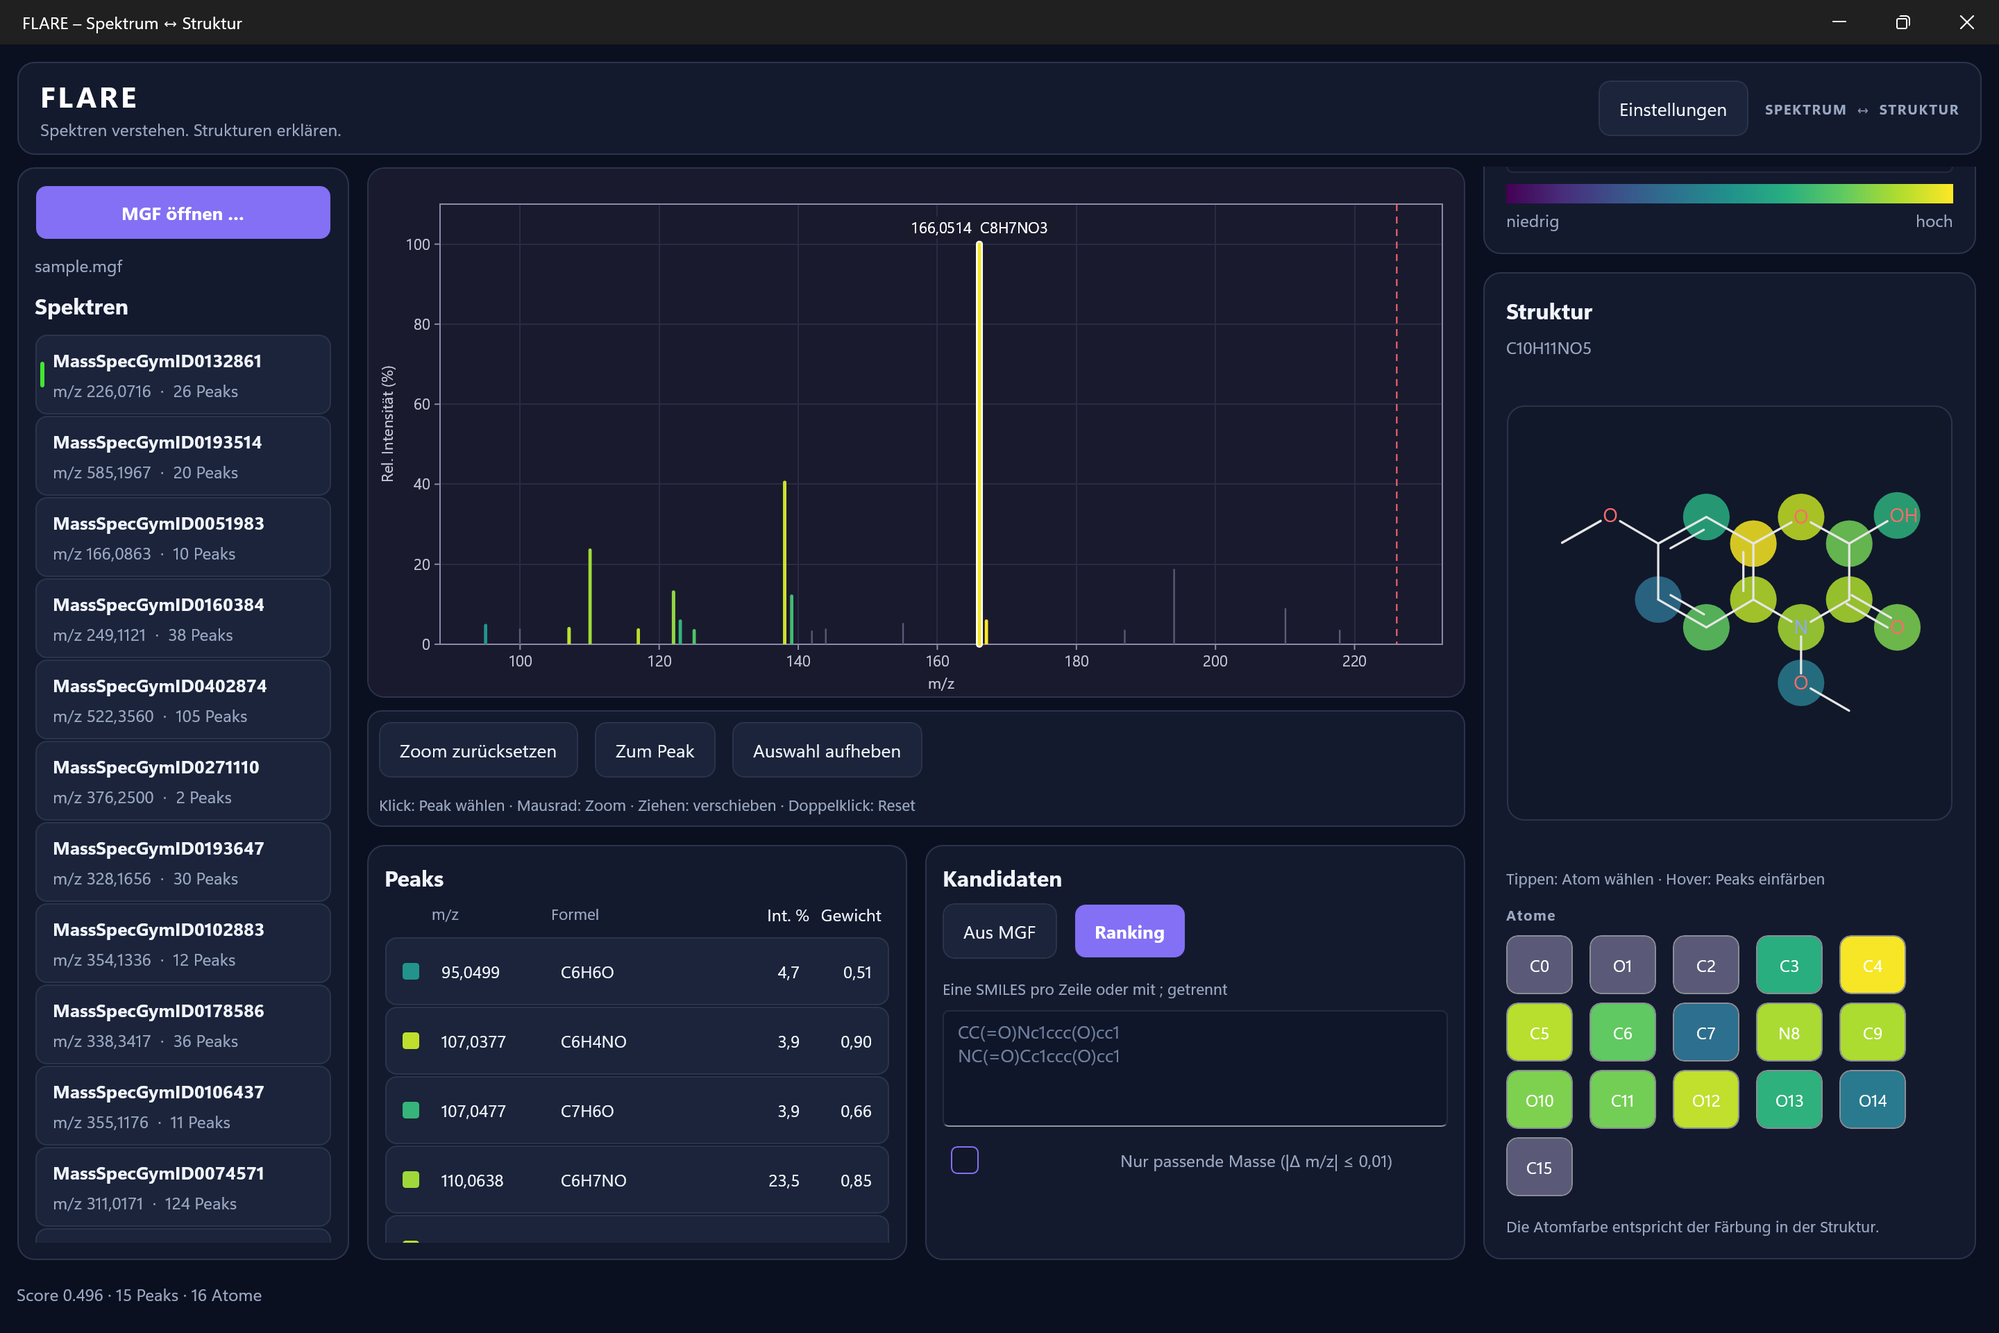 FLARE – Spektrum ↔ Struktur
FLARE
Spektren verstehen. Strukturen erklären.
Einstellungen
SPEKTRUM ↔ STRUKTUR
MGF öffnen ...
sample.mgf
Spektren
MassSpecGymID0132861
m/z 226,0716 · 26 Peaks
MassSpecGymID0193514
m/z 585,1967 · 20 Peaks
MassSpecGymID0051983
m/z 166,0863 · 10 Peaks
MassSpecGymID0160384
m/z 249,1121 · 38 Peaks
MassSpecGymID0402874
m/z 522,3560 · 105 Peaks
MassSpecGymID0271110
m/z 376,2500 · 2 Peaks
MassSpecGymID0193647
m/z 328,1656 · 30 Peaks
MassSpecGymID0102883
m/z 354,1336 · 12 Peaks
MassSpecGymID0178586
m/z 338,3417 · 36 Peaks
MassSpecGymID0106437
m/z 355,1176 · 11 Peaks
MassSpecGymID0074571
m/z 311,0171 · 124 Peaks
166,0514 C8H7NO3
Rel. Intensität (%)
100
80
60
40
20
0
100 120 140 160 180 200 220
m/z
Zoom zurücksetzen
Zum Peak
Auswahl aufheben
Klick: Peak wählen · Mausrad: Zoom · Ziehen: verschieben · Doppelklick: Reset
Peaks
m/z Formel Int. % Gewicht
95,0499 C6H6O 4,7 0,51
107,0377 C6H4NO 3,9 0,90
107,0477 C7H6O 3,9 0,66
110,0638 C6H7NO 23,5 0,85
Kandidaten
Aus MGF
Ranking
Eine SMILES pro Zeile oder mit ; getrennt
CC(=O)Nc1ccc(O)cc1
NC(=O)Cc1ccc(O)cc1
Nur passende Masse (|Δ m/z| ≤ 0,01)
niedrig hoch
Struktur
C10H11NO5
O O OH
N O
O
Tippen: Atom wählen · Hover: Peaks einfärben
Atome
C0 O1 C2 C3 C4
C5 C6 C7 N8 C9
O10 C11 O12 O13 O14
C15
Die Atomfarbe entspricht der Färbung in der Struktur.
Score 0.496 · 15 Peaks · 16 Atome